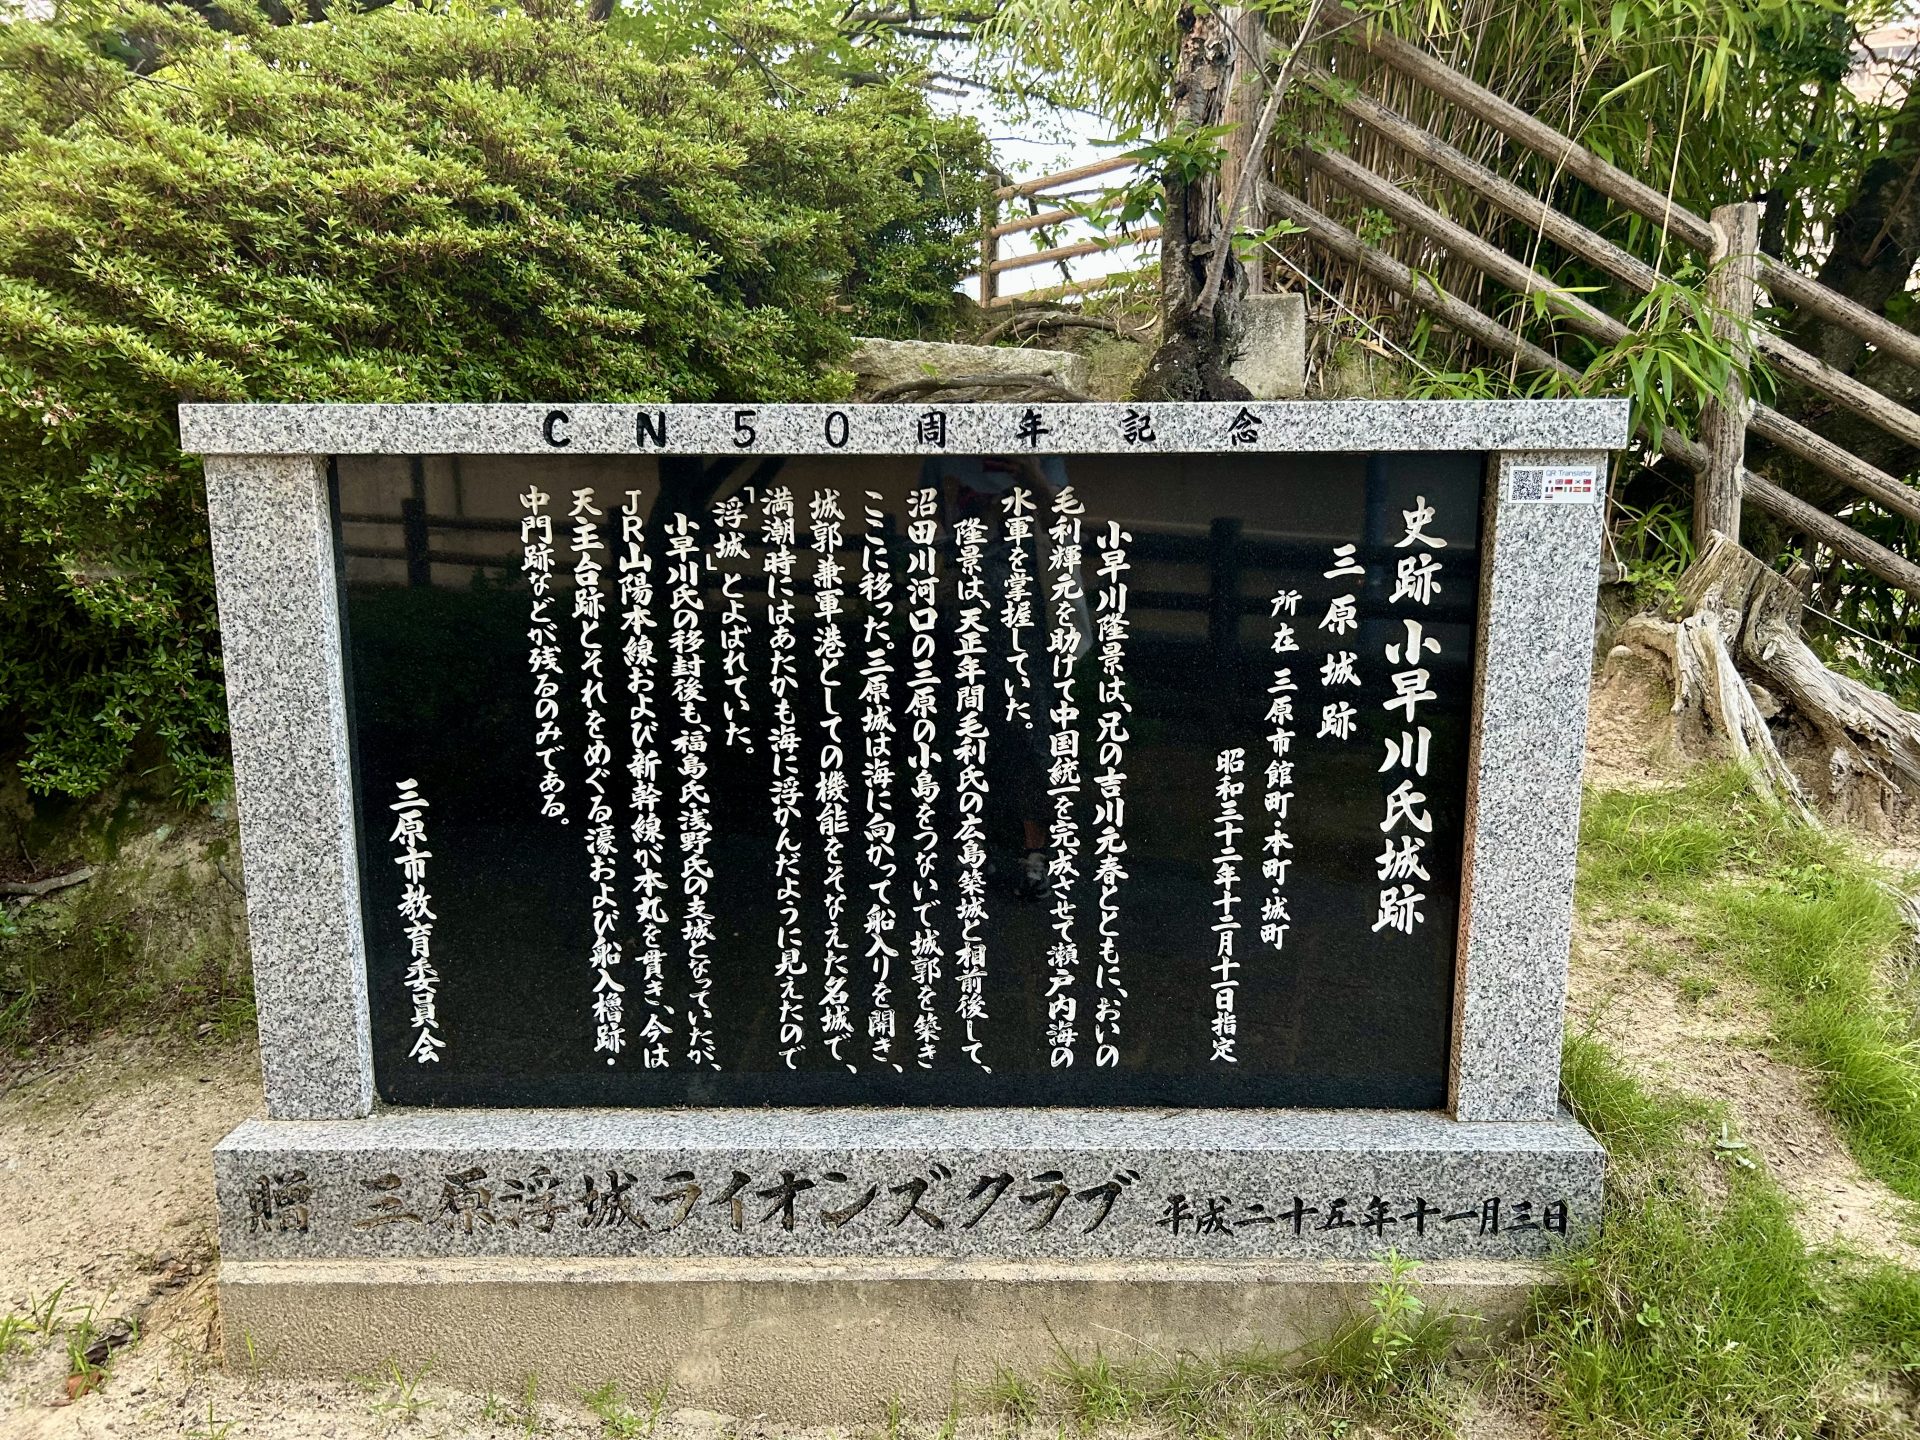 CN50周年記念
QR Translator
史跡 小早川氏城跡
三原城跡
所在 三原市館町・本町・城町
昭和三十二年十二月十一日指定
小早川隆景は、兄の吉川元春とともに、おいの
毛利輝元を助けて中国統一を完成させて瀬戸内海の
水軍を掌握していた。
隆景は、天正年間毛利氏の広島築城と相前後して、
沼田川河口の三原の小島をつないで城郭を築き
ここに移った。三原城は海に向かって船入りを開き、
城郭兼軍港としての機能をそなえた名城で、
満潮時にはあたかも海に浮かんだように見えたので
「浮城」とよばれていた。
小早川氏の移封後も、福島氏・浅野氏の支城となっていたが、
JR山陽本線および新幹線が本丸を貫き、今は
天主台跡とそれをめぐる濠および船入櫓跡・
中門跡などが残るのみである。
三原市教育委員会
贈 三原浮城ライオンズクラブ 平成二十五年十一月三日